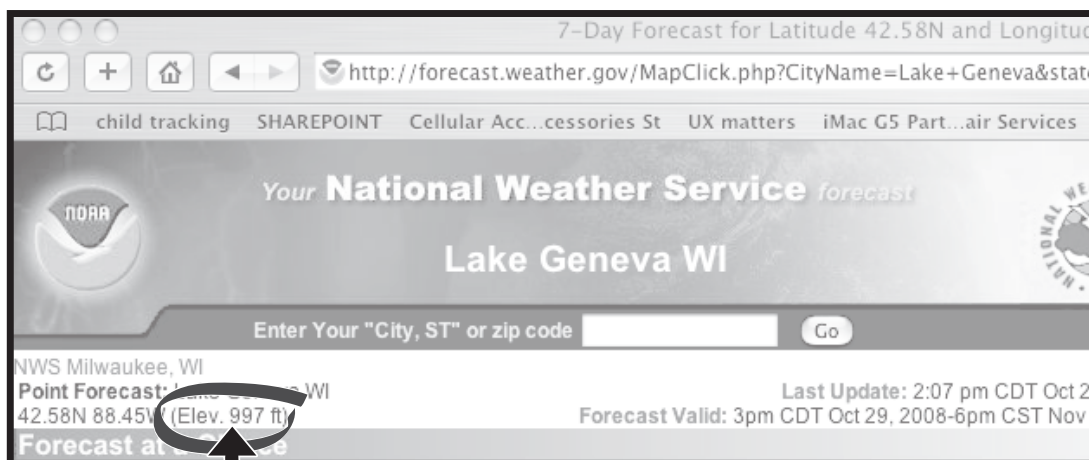 7-Day Forecast for Latitude 42.58N and Longitud
http://forecast.weather.gov/MapClick.php?CityName=Lake+Geneva&stat
child tracking SHAREPOINT Cellular Acc...cessories St UX matters iMac G5 Part...air Services
NOAA
Your National Weather Service forecast
Lake Geneva WI
NATIONAL WE
Enter Your "City, ST" or zip code Go
NWS Milwaukee, WI
Point Forecast: WI
Last Update: 2:07 pm CDT Oct 2
42.58N 88.45W (Elev. 997 ft)
Forecast Valid: 3pm CDT Oct 29, 2008-6pm CST Nov
Forecast at a